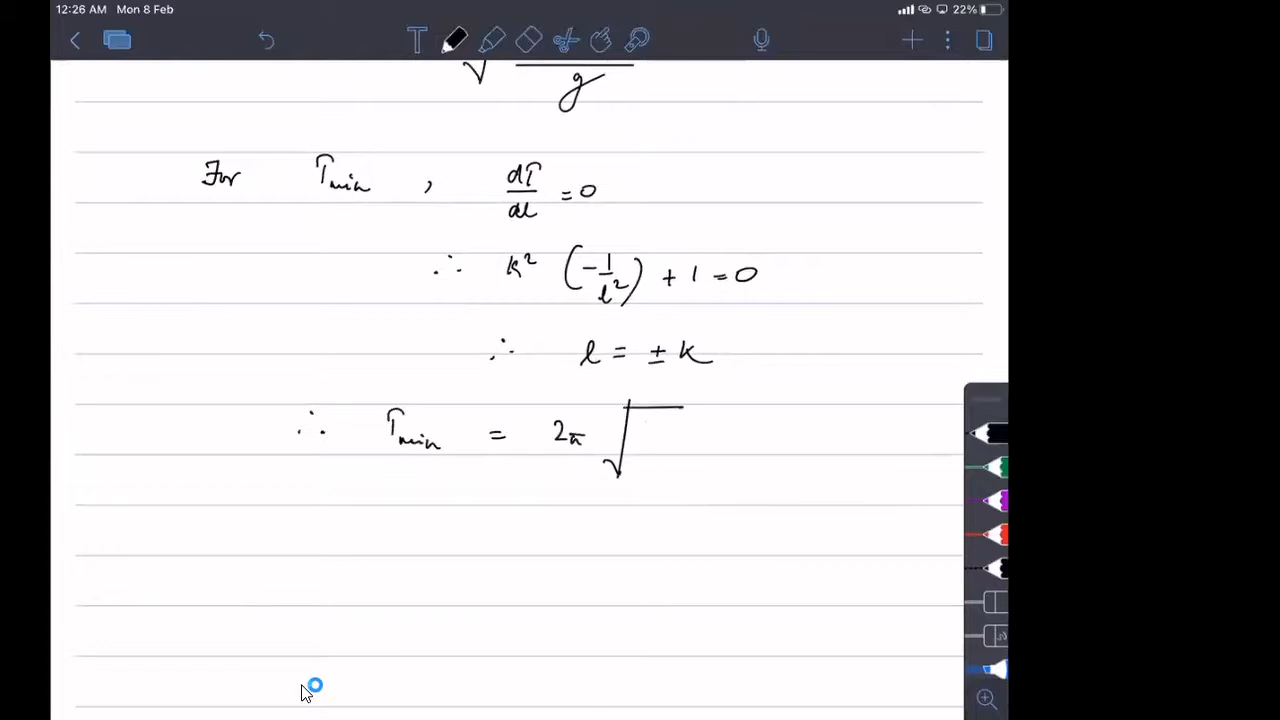 12:26 AM Mon 8 Feb 22%
T
√ ‾ / g
For T_min , dT/dl = 0
∴ k² (-1/l²) + 1 = 0
∴ l = ± k
∴ T_min = 2π √